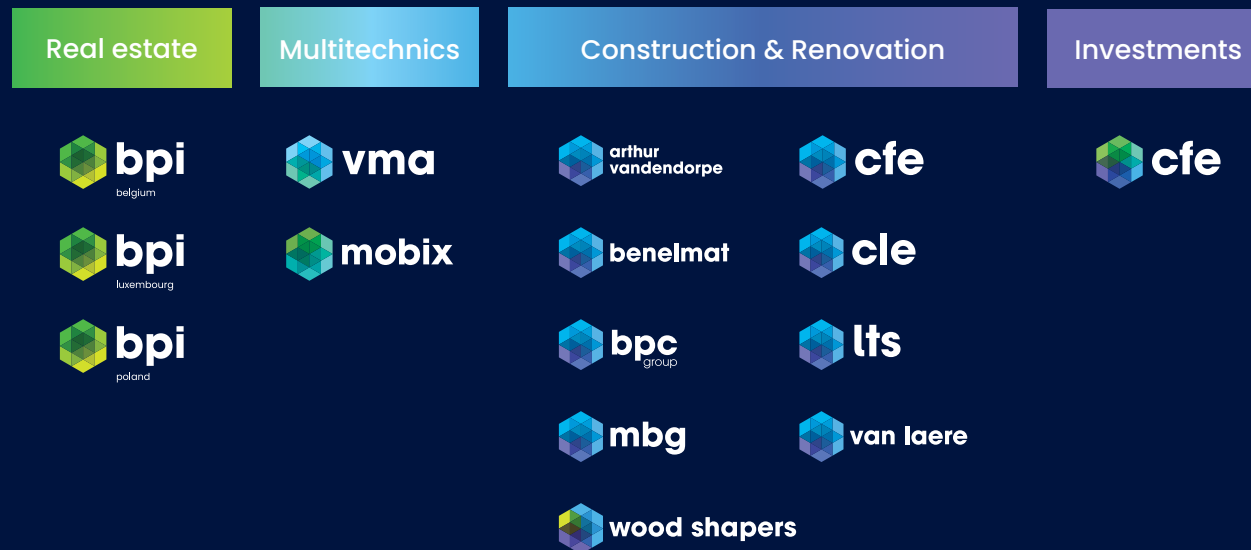 Real estate
Multitechnics
Construction & Renovation
Investments
bpi
belgium
bpi
luxembourg
bpi
poland
vma
mobix
arthur
vandendorpe
benelmat
bpc
group
mbg
wood shapers
cfe
cle
lts
van laere
cfe